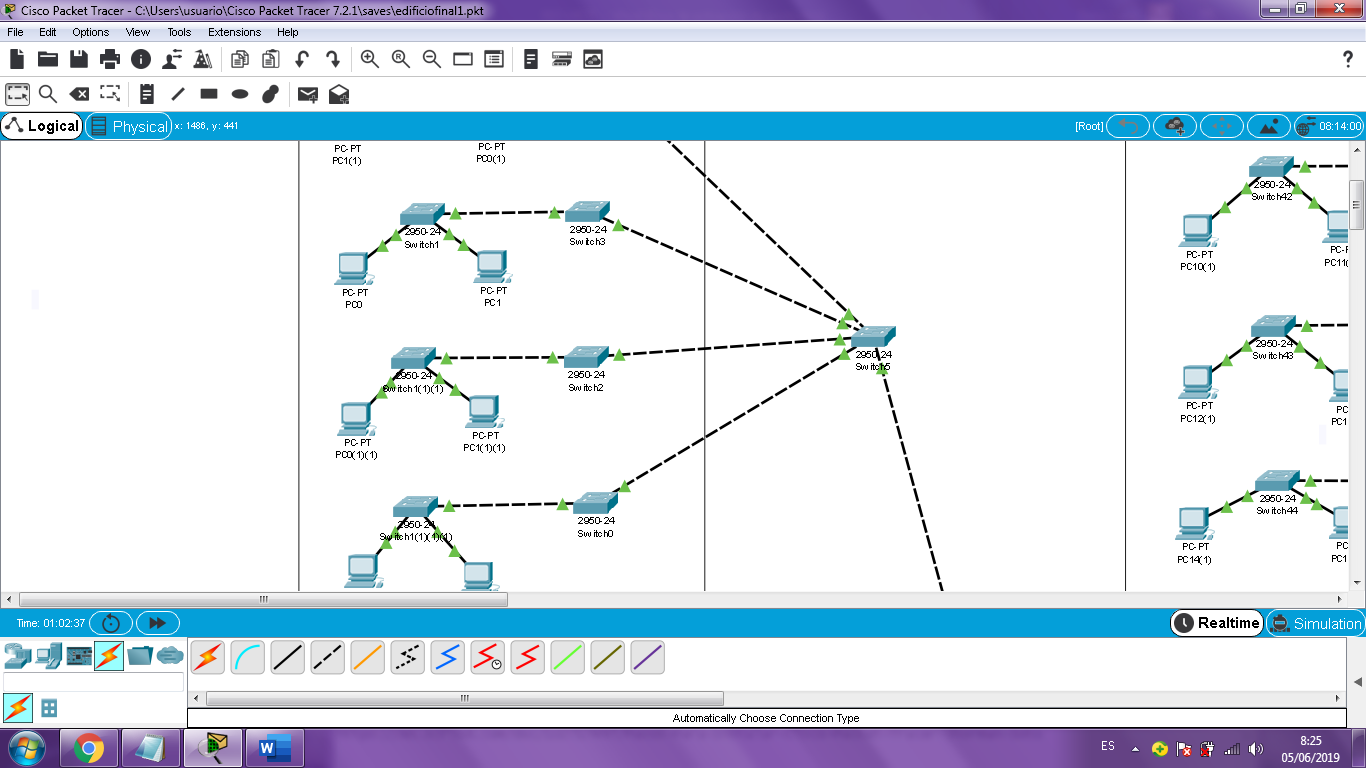 Cisco Packet Tracer - C:\Users\usuario\Cisco Packet Tracer 7.2.1\saves\edificiofinal1.pkt
File Edit Options View Tools Extensions Help
?
Logical Physical x: 1486, y: 441 [Root] 08:14:00
PC-PT
PC1(1)
PC-PT
PC0(1)
2950-24
Switch1
2950-24
Switch3
PC-PT
PC0
PC-PT
PC1
2950-24
Switch1(1)(1)
2950-24
Switch2
PC-PT
PC0(1)(1)
PC-PT
PC1(1)(1)
2950-24
Switch1(1)(1)(1)
2950-24
Switch0
2950-24
Switch5
2950-24
Switch42
PC-PT
PC10(1)
PC11(
2950-24
Switch43
PC-PT
PC12(1)
2950-24
Switch44
PC-PT
PC14(1)
Time: 01:02:37
Realtime Simulation
Automatically Choose Connection Type
ES
8:25
05/06/2019